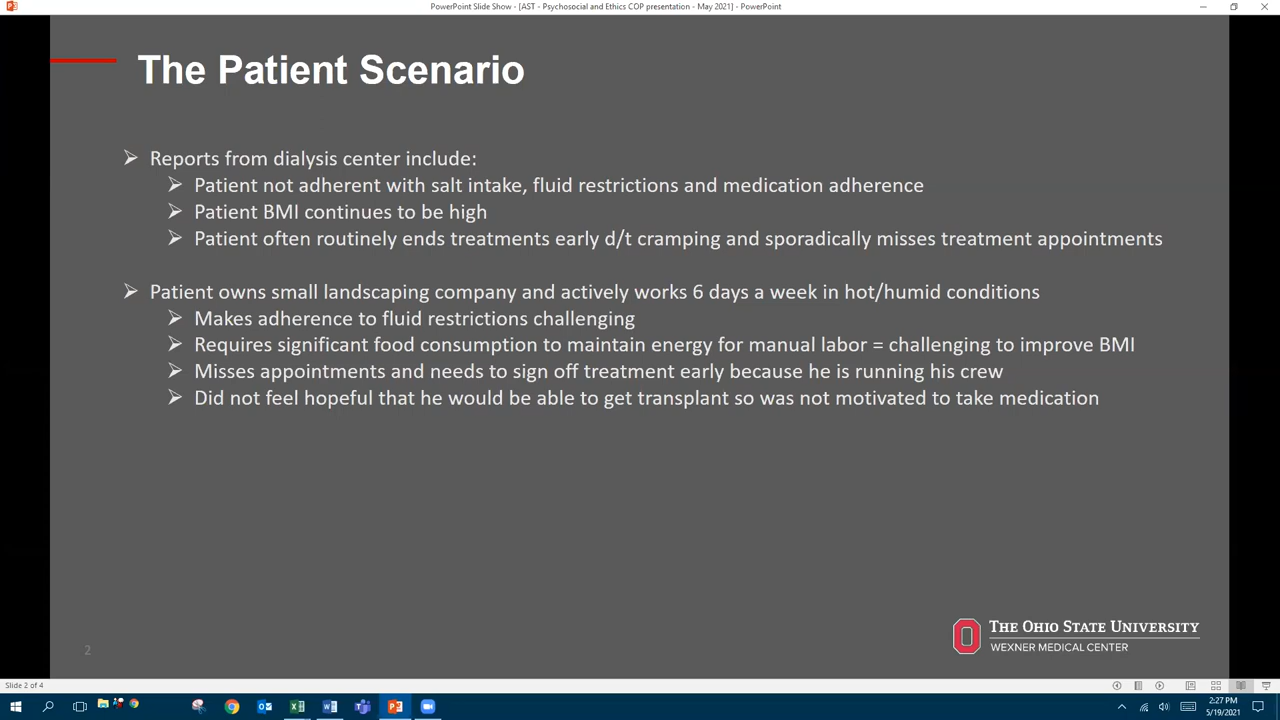 PowerPoint Slide Show - [AST - Psychosocial and Ethics COP presentation - May 2021] - PowerPoint
The Patient Scenario
Reports from dialysis center include:
Patient not adherent with salt intake, fluid restrictions and medication adherence
Patient BMI continues to be high
Patient often routinely ends treatments early d/t cramping and sporadically misses treatment appointments
Patient owns small landscaping company and actively works 6 days a week in hot/humid conditions
Makes adherence to fluid restrictions challenging
Requires significant food consumption to maintain energy for manual labor = challenging to improve BMI
Misses appointments and needs to sign off treatment early because he is running his crew
Did not feel hopeful that he would be able to get transplant so was not motivated to take medication
THE OHIO STATE UNIVERSITY
WEXNER MEDICAL CENTER
2
Slide 2 of 4
2:27 PM
5/19/2021